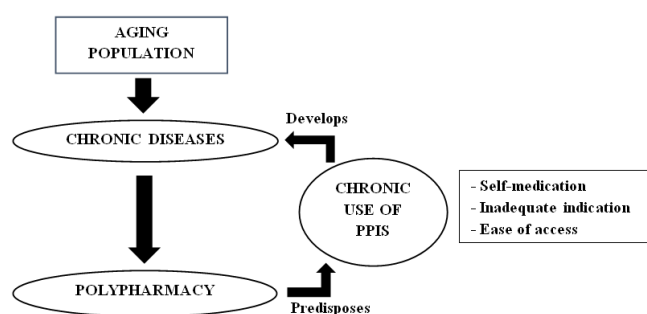 AGING
POPULATION
Develops
CHRONIC DISEASES
CHRONIC
USE OF
PPIS
- Self-medication
- Inadequate indication
- Ease of access
POLYPHARMACY
Predisposes